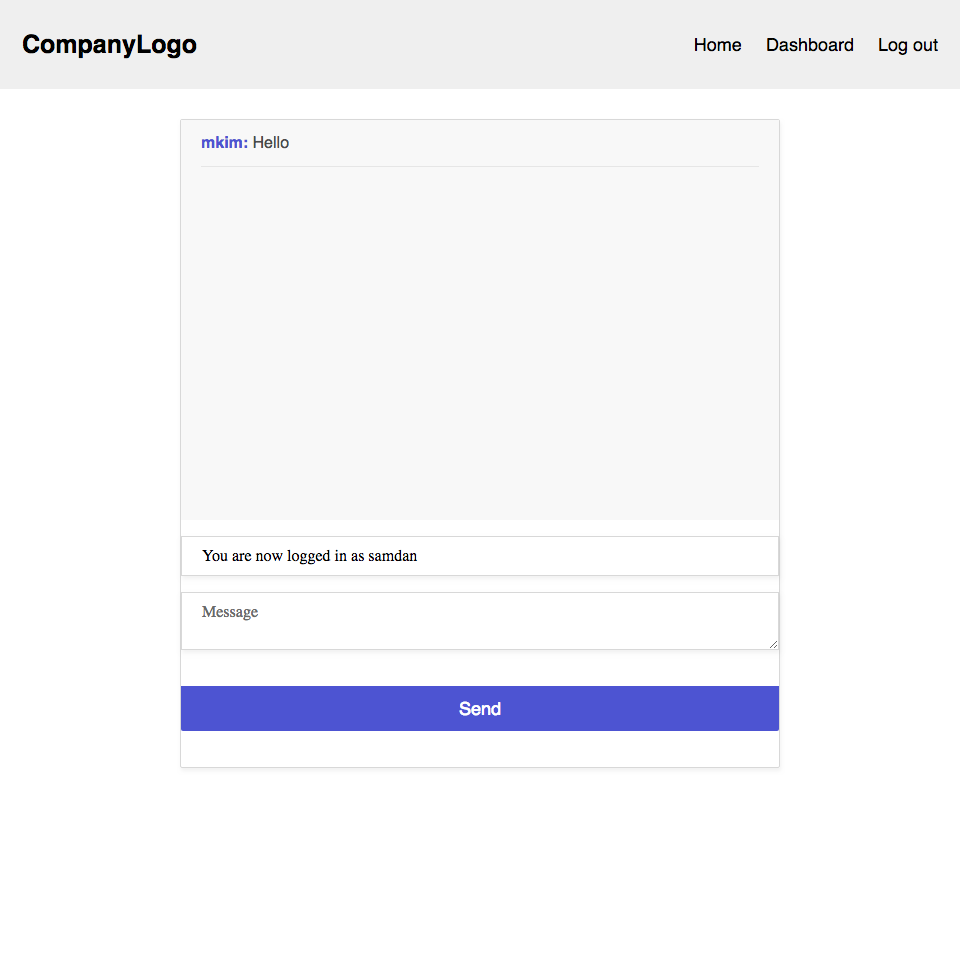 CompanyLogo
Home Dashboard Log out
mkim: Hello
You are now logged in as samdan
Message
Send